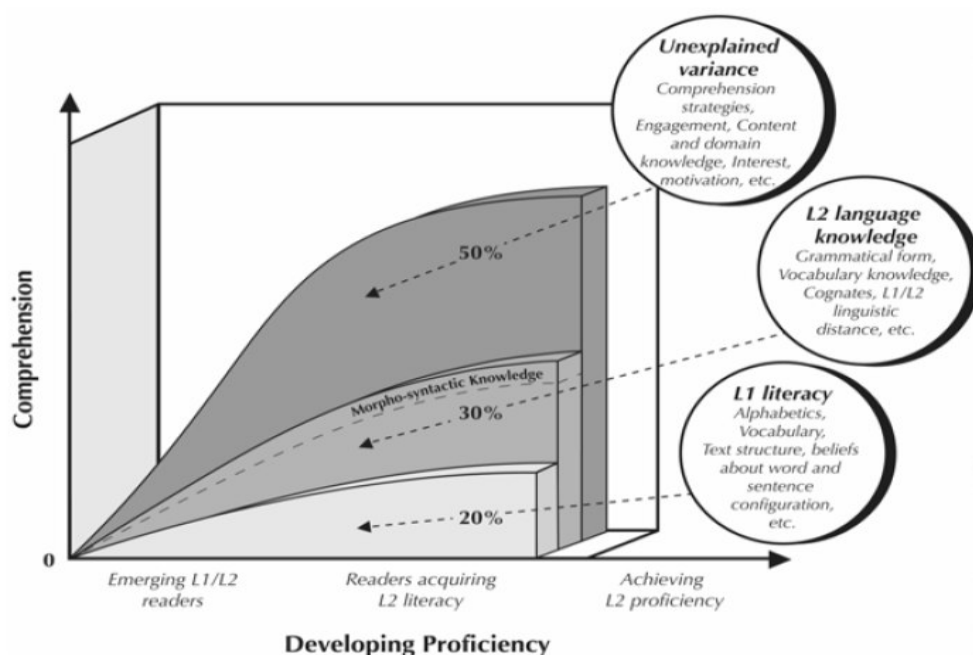 Unexplained
variance
Comprehension
strategies,
Engagement, Content
and domain
knowledge, Interest,
motivation, etc.
L2 language
knowledge
Grammatical form,
Vocabulary knowledge,
Cognates, L1/L2
linguistic
distance, etc.
L1 literacy
Alphabetics,
Vocabulary,
Text structure, beliefs
about word and
sentence
configuration,
etc.
Comprehension
50%
Morpho-syntactic Knowledge
30%
20%
0
Emerging L1/L2
readers
Readers acquiring
L2 literacy
Achieving
L2 proficiency
Developing Proficiency